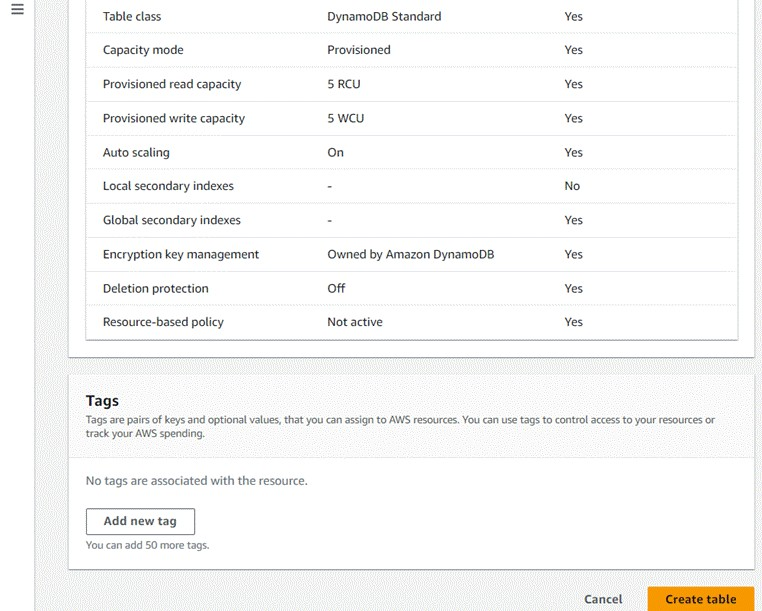 Table class DynamoDB Standard Yes
Capacity mode Provisioned Yes
Provisioned read capacity 5 RCU Yes
Provisioned write capacity 5 WCU Yes
Auto scaling On Yes
Local secondary indexes - No
Global secondary indexes - Yes
Encryption key management Owned by Amazon DynamoDB Yes
Deletion protection Off Yes
Resource-based policy Not active Yes
Tags
Tags are pairs of keys and optional values, that you can assign to AWS resources. You can use tags to control access to your resources or
track your AWS spending.
No tags are associated with the resource.
Add new tag
You can add 50 more tags.
Cancel Create table